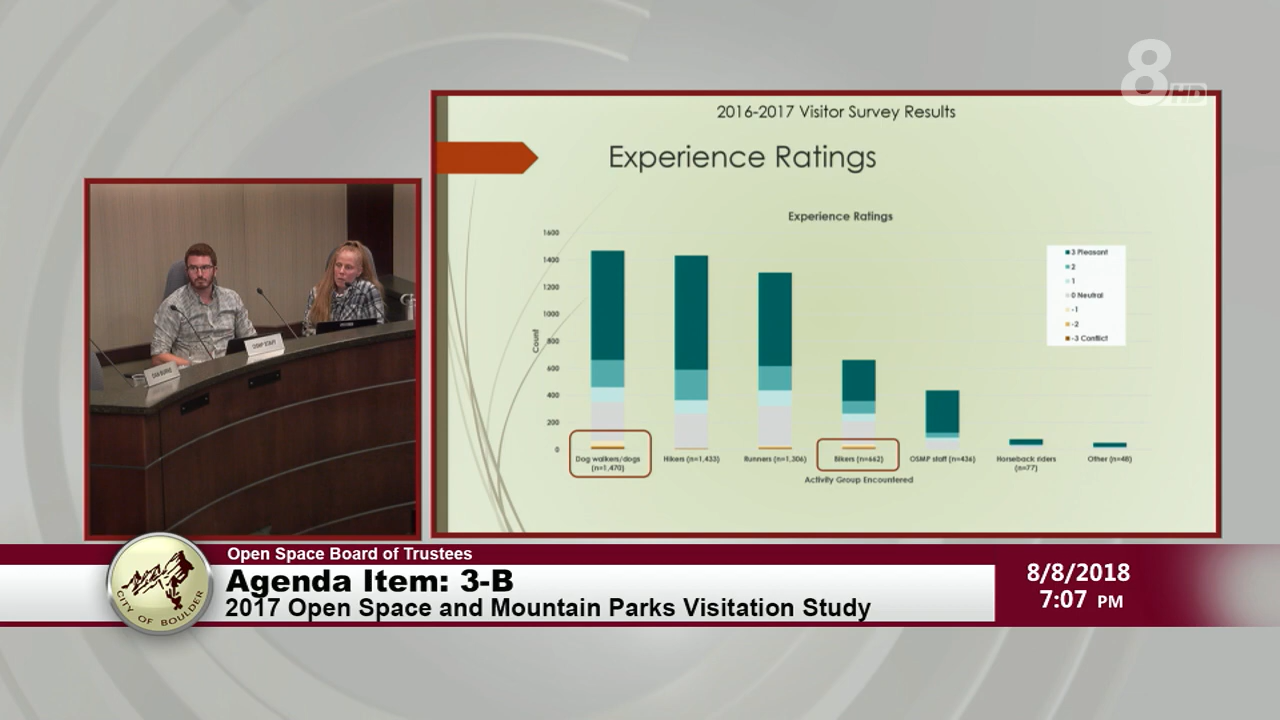 8 HD
2016-2017 Visitor Survey Results
Experience Ratings
Experience Ratings
Count
1600
1400
1200
1000
800
600
400
200
0
3 Pleasant
2
1
0 Neutral
-1
-2
-3 Conflict
Dog walkers/dogs
(n=1,470)
Hikers (n=1,433)
Runners (n=1,306)
Bikers (n=662)
OSMP staff (n=436)
Horseback riders
(n=77)
Other (n=48)
Activity Group Encountered
DAN BURKE
OSMP STAFF
CITY OF BOULDER
Open Space Board of Trustees
Agenda Item: 3-B
2017 Open Space and Mountain Parks Visitation Study
8/8/2018
7:07 PM